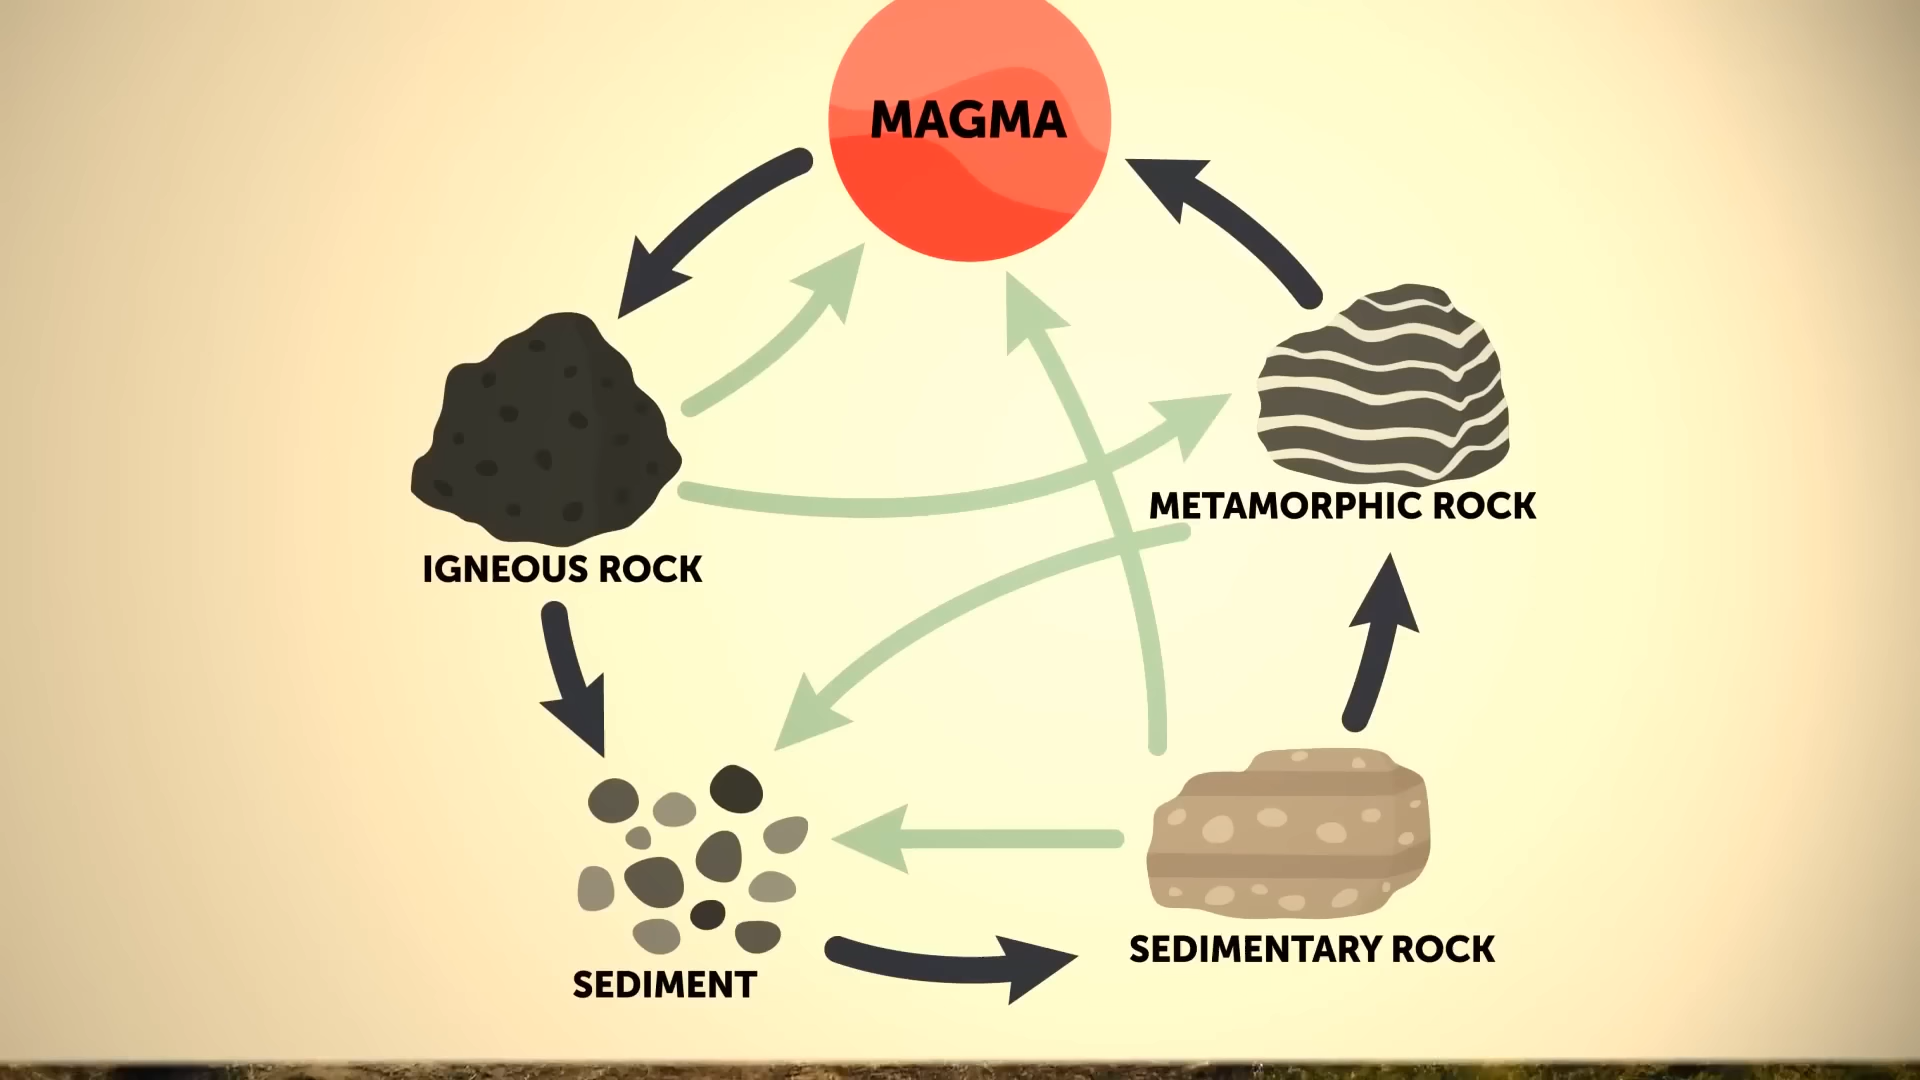 MAGMA
METAMORPHIC ROCK
IGNEOUS ROCK
SEDIMENTARY ROCK
SEDIMENT